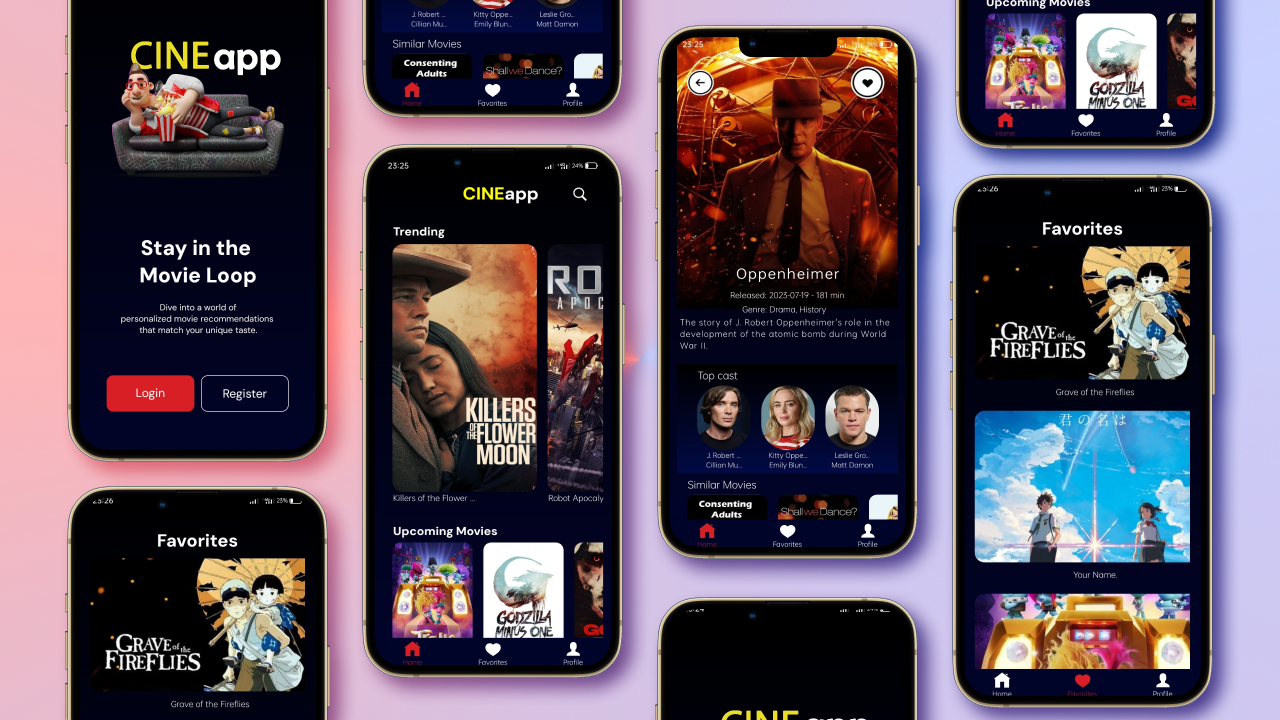 CINE app
Stay in the
Movie Loop
Dive into a world of
personalized movie recommendations
that match your unique taste.
Login
Register
23:26
23%
Favorites
GRAVE of the
FIREFLIES
Grave of the Fireflies
J. Robert ...
Kitty Oppe...
Leslie Gro...
Cillian Mu...
Emily Blun...
Matt Damon
Similar Movies
Consenting
Adults
Shall we Dance?
Home
Favorites
Profile
23:25
24%
CINEapp
Trending
KILLERS
OF THE FLOWER
MOON
RO
APOC
Killers of the Flower ...
Robot Apocaly
Upcoming Movies
GODZILLA
MINUS ONE
Home
Favorites
Profile
23:25
Oppenheimer
Released: 2023-07-19 - 181 min
Genre: Drama, History
The story of J. Robert Oppenheimer's role in the
development of the atomic bomb during World
War II.
Top cast
J. Robert ...
Kitty Oppe...
Leslie Gro...
Cillian Mu...
Emily Blun...
Matt Damon
Similar Movies
Consenting
Adults
Shall we Dance?
Home
Favorites
Profile
CINE app
Upcoming Movies
GODZILLA
MINUS ONE
Home
Favorites
Profile
23:26
23%
Favorites
GRAVE of the
FIREFLIES
Grave of the Fireflies
君の名は
Your Name.
Home
Favorites
Profile